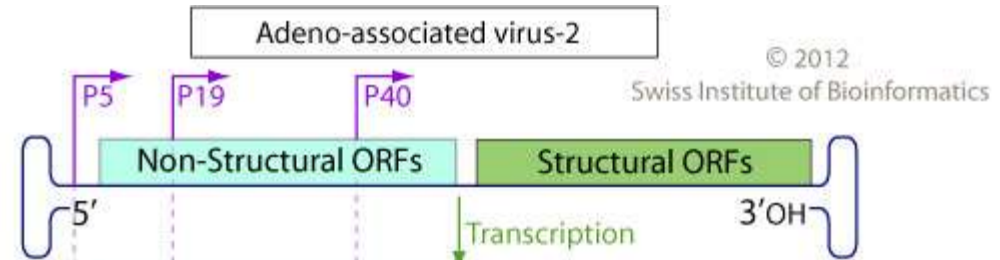 Adeno-associated virus-2
© 2012
Swiss Institute of Bioinformatics
P5 P19 P40
Non-Structural ORFs Structural ORFs
5′ 3′OH
Transcription